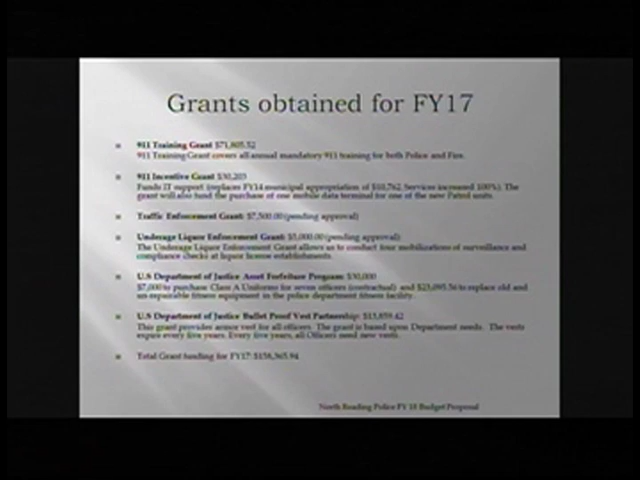 Grants obtained for FY17
911 Training Grant $71,805.52
911 Training Grant covers all annual mandatory 911 training for both Police and Fire.
911 Incentive Grant $30,203
Funds IT support (replaces FY14 municipal appropriation of $10,762. Services increased 100%). The
grant will also fund the purchase of one mobile data terminal for one of the new Patrol units.
Traffic Enforcement Grant: $7,500.00 (pending approval)
Underage Liquor Enforcement Grant: $5,000.00 (pending approval)
The Underage Liquor Enforcement Grant allows us to conduct four mobilizations of surveillance and
compliance checks at liquor license establishments.
U.S Department of Justice Asset Forfeiture Program: $30,000
$7,000 to purchase Class A Uniforms for seven officers (contractual) and $23,095.56 to replace old and
un-repairable fitness equipment in the police department fitness facility.
U.S Department of Justice Bullet Proof Vest Partnership: $13,859.42
This grant provides armor vest for all officers. The grant is based upon Department needs. The vests
expire every five years. Every five years, all Officers need new vests.
Total Grant funding for FY17: $158,365.94
North Reading Police FY 18 Budget Proposal